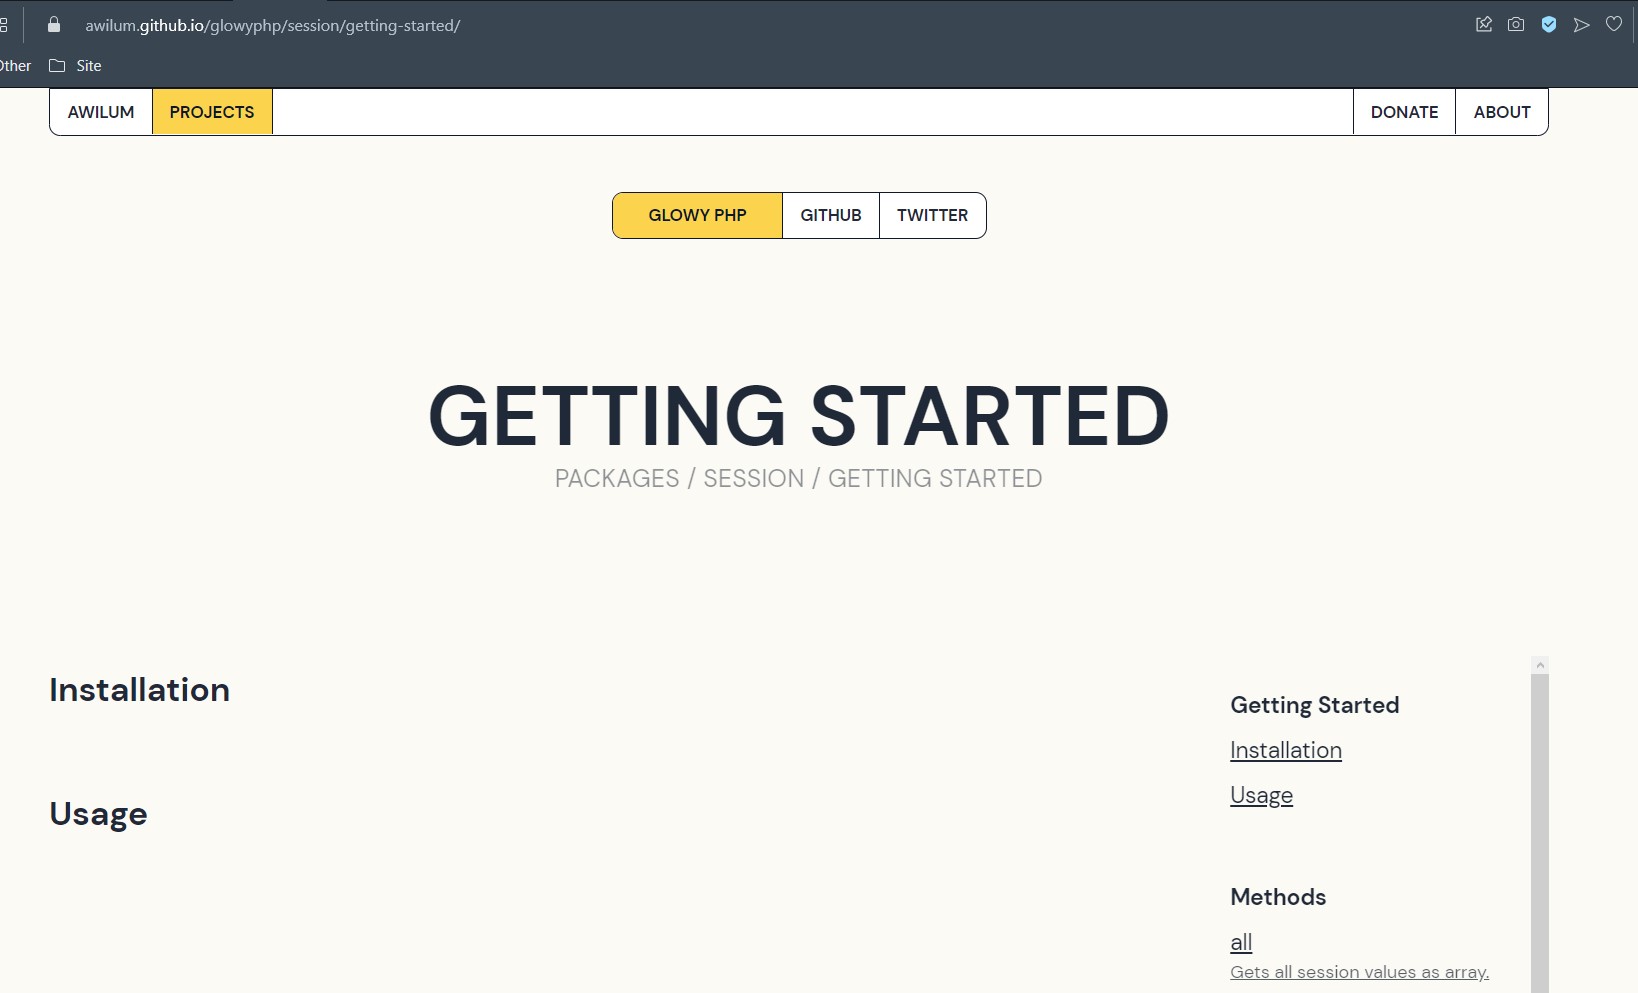 awilum.github.io/glowyphp/session/getting-started/
Other Site
AWILUM PROJECTS DONATE ABOUT
GLOWY PHP GITHUB TWITTER
GETTING STARTED
PACKAGES / SESSION / GETTING STARTED
Installation
Usage
Getting Started
Installation
Usage
Methods
all
Gets all session values as array.